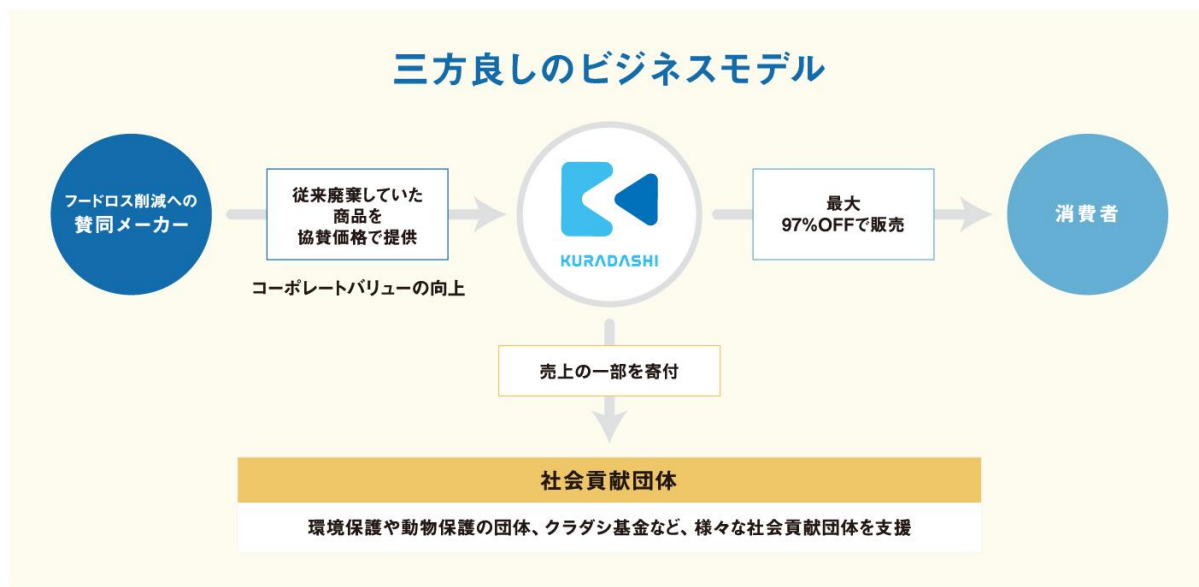 三方良しのビジネスモデル
フードロス削減への
賛同メーカー
従来廃棄していた
商品を
協賛価格で提供
コーポレートバリューの向上
KURADASHI
最大
97%OFFで販売
消費者
売上の一部を寄付
社会貢献団体
環境保護や動物保護の団体、クラダシ基金など、様々な社会貢献団体を支援